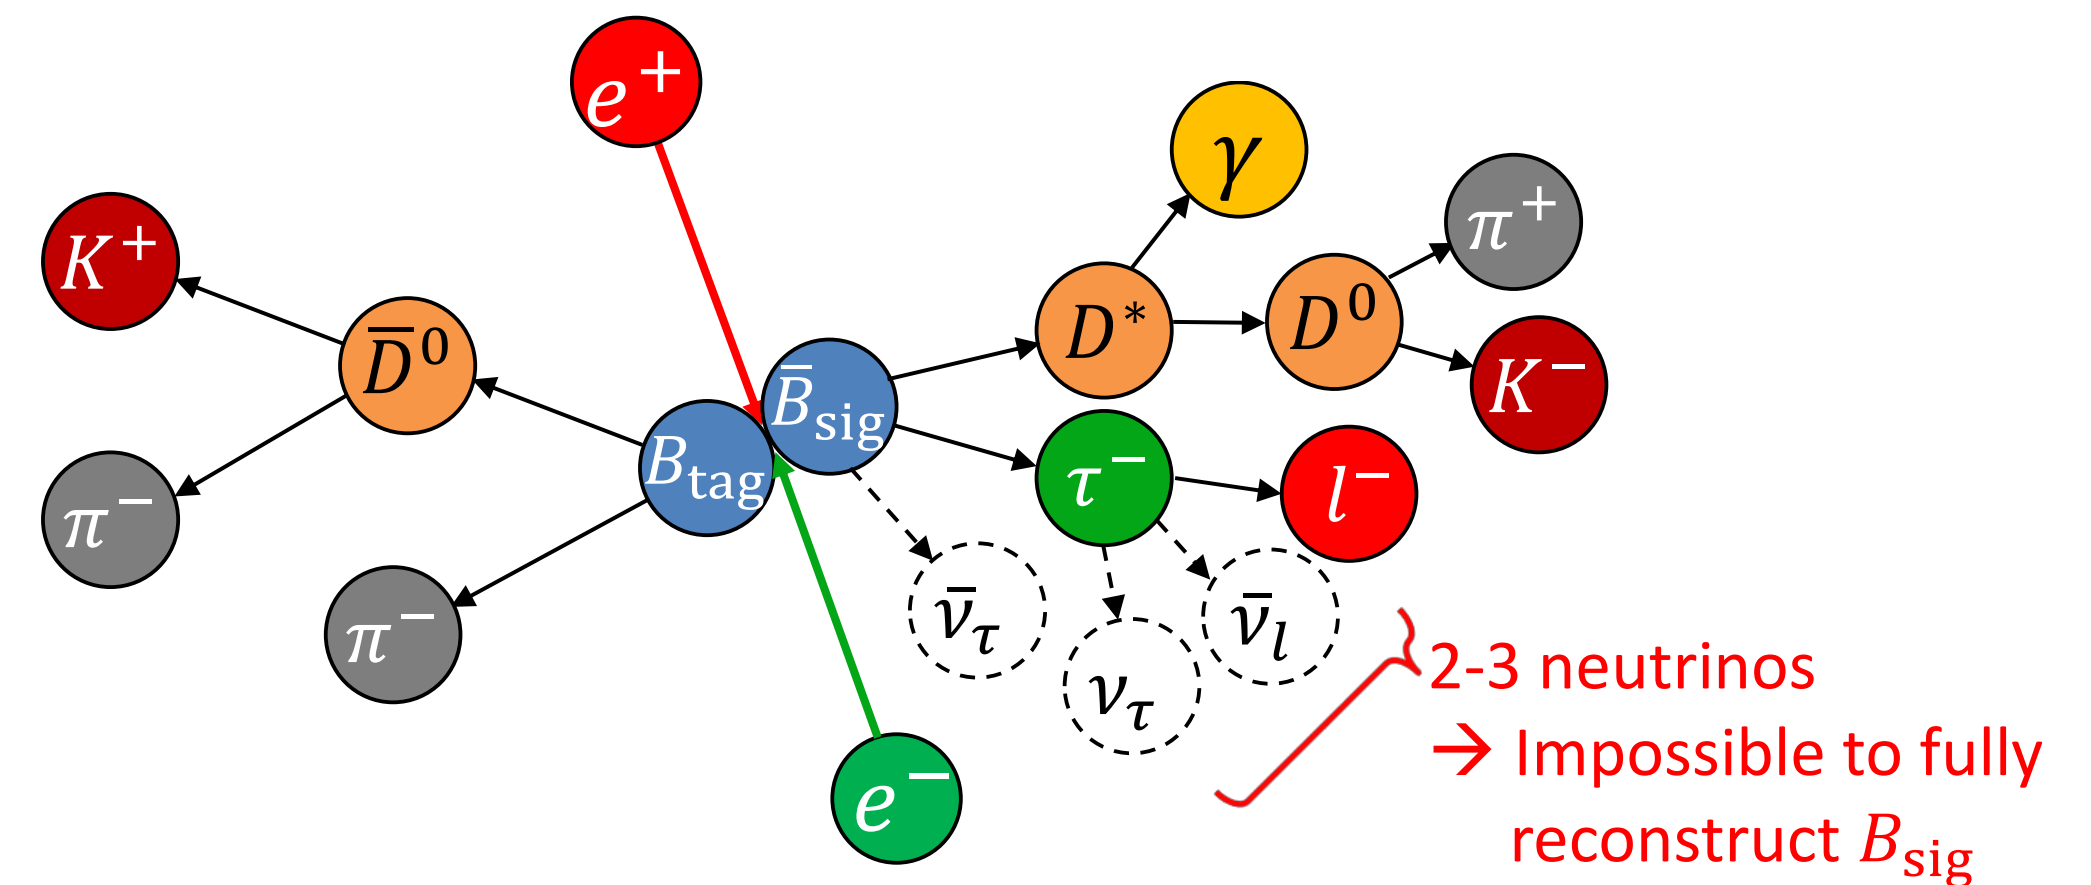 e⁺
γ
π⁺
K⁺
D̅⁰
D*
D⁰
K⁻
B̅sig
Btag
τ⁻
l⁻
π⁻
π⁻
ν̅τ
ν̅l
ντ
e⁻
2-3 neutrinos
→ Impossible to fully
reconstruct Bsig